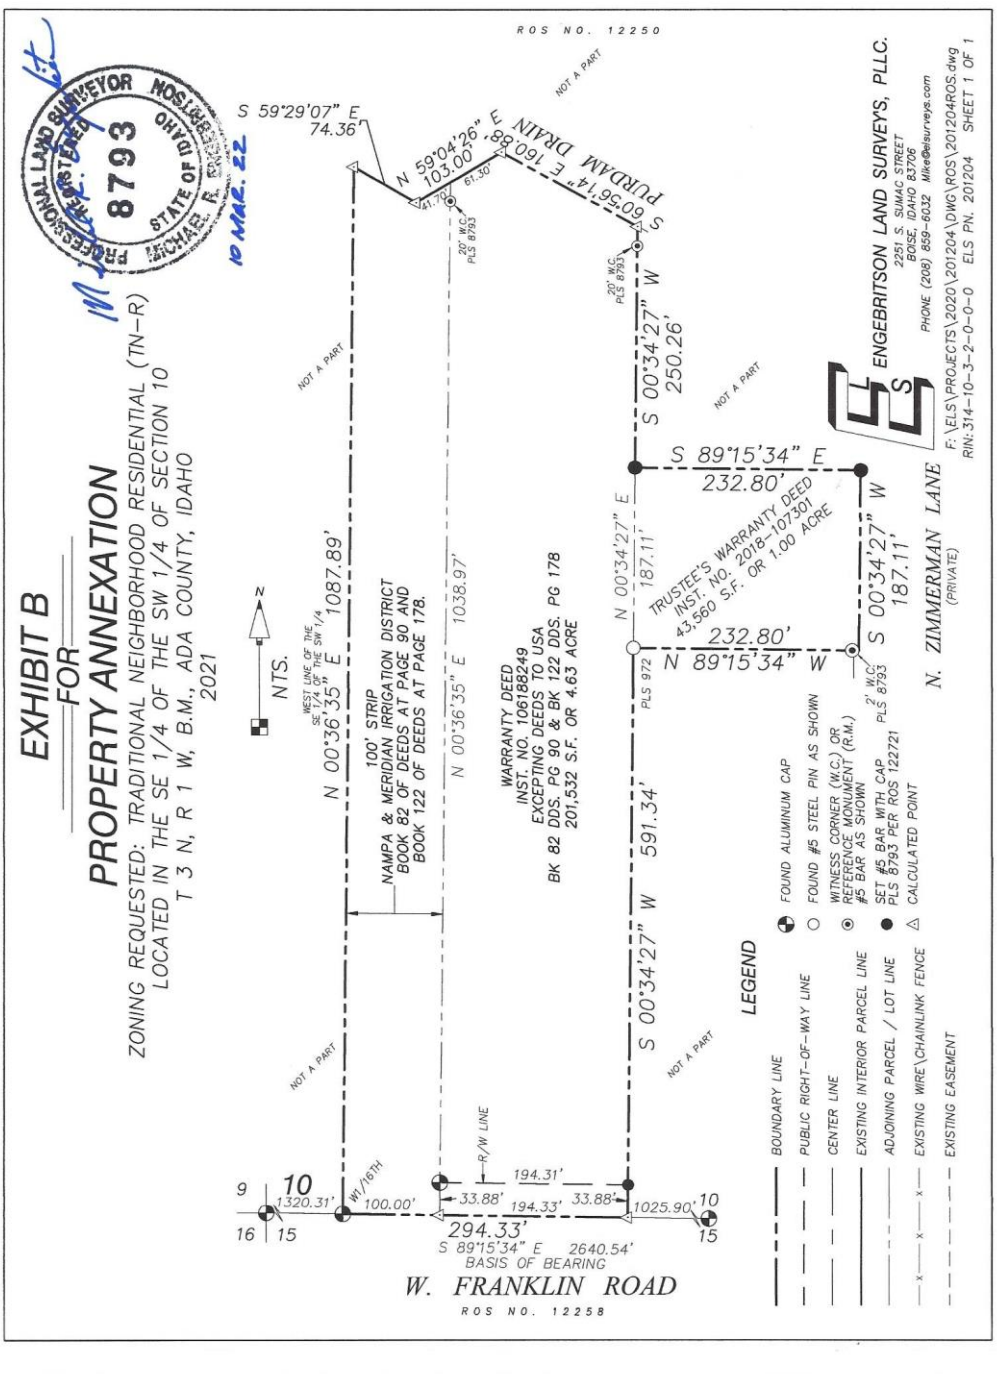 EXHIBIT B
-FOR-
PROPERTY ANNEXATION
ZONING REQUESTED: TRADITIONAL NEIGHBORHOOD RESIDENTIAL (TN-R)
LOCATED IN THE SE 1/4 OF THE SW 1/4 OF SECTION 10
T 3 N, R 1 W, B.M., ADA COUNTY, IDAHO
2021
PROFESSIONAL LAND SURVEYOR
REGISTERED
8793
STATE OF IDAHO
MICHAEL R.
10 MAR. 22
N
NTS.
NOT A PART
NOT A PART
NOT A PART
NOT A PART
NOT A PART
WEST LINE OF THE
SE 1/4 OF THE SW 1/4
N 00°36'35" E 1087.89'
S 59°29'07" E
74.36'
N 59°04'26" E
103.00'
41.70'
61.30'
S 60°56'14" E 160.88'
PURDAM DRAIN
20' W.C.
PLS 8793
20' W.C.
PLS 8793
ROS NO. 12250
100' STRIP
NAMPA & MERIDIAN IRRIGATION DISTRICT
BOOK 82 OF DEEDS AT PAGE 90 AND
BOOK 122 OF DEEDS AT PAGE 178.
N 00°36'35" E 1038.97'
WARRANTY DEED
INST. NO. 106188249
EXCEPTING DEEDS TO USA
BK 82 DDS. PG 90 & BK 122 DDS. PG 178
201,532 S.F. OR 4.63 ACRE
S 00°34'27" W 591.34'
N 00°34'27" E
187.11'
S 00°34'27" W
250.26'
PLS 972
TRUSTEE'S WARRANTY DEED
INST. NO. 2018-107301
43,560 S.F. OR 1.00 ACRE
232.80'
N 89°15'34" W
S 89°15'34" E
232.80'
2' W.C.
PLS 8793
S 00°34'27" W
187.11'
N. ZIMMERMAN LANE
(PRIVATE)
9
10
16
15
1320.31'
W1/16TH
100.00'
R/W LINE
194.31'
33.88'
33.88'
194.33'
1025.90'
10
15
294.33'
S 89°15'34" E 2640.54'
BASIS OF BEARING
W. FRANKLIN ROAD
ROS NO. 12258
LEGEND
BOUNDARY LINE
PUBLIC RIGHT-OF-WAY LINE
CENTER LINE
EXISTING INTERIOR PARCEL LINE
ADJOINING PARCEL / LOT LINE
x x x EXISTING WIRE\CHAINLINK FENCE
EXISTING EASEMENT
FOUND ALUMINUM CAP
FOUND #5 STEEL PIN AS SHOWN
WITNESS CORNER (W.C.) OR
REFERENCE MONUMENT (R.M.)
#5 BAR AS SHOWN
SET #5 BAR WITH CAP
PLS 8793 PER ROS 122721
CALCULATED POINT
ELS
ENGEBRITSON LAND SURVEYS, PLLC.
2251 S. SUMAC STREET
BOISE, IDAHO 83706
PHONE (208) 859-6032 Mike@elsurveys.com
F:\ELS\PROJECTS\2020\201204\DWG\ROS\201204ROS.dwg
RIN: 314-10-3-2-0-0-0 ELS PN. 201204 SHEET 1 OF 1